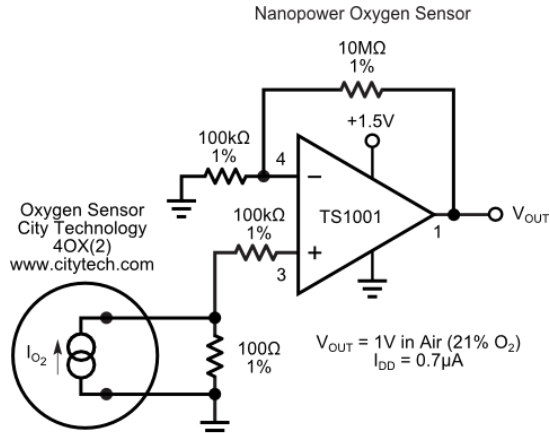 Nanopower Oxygen Sensor
10MΩ
1%
+1.5V
100kΩ
1%
4
−
TS1001
VOUT
1
Oxygen Sensor
City Technology
4OX(2)
www.citytech.com
100kΩ
1%
+
3
IO2
100Ω
1%
VOUT = 1V in Air (21% O2)
IDD = 0.7µA